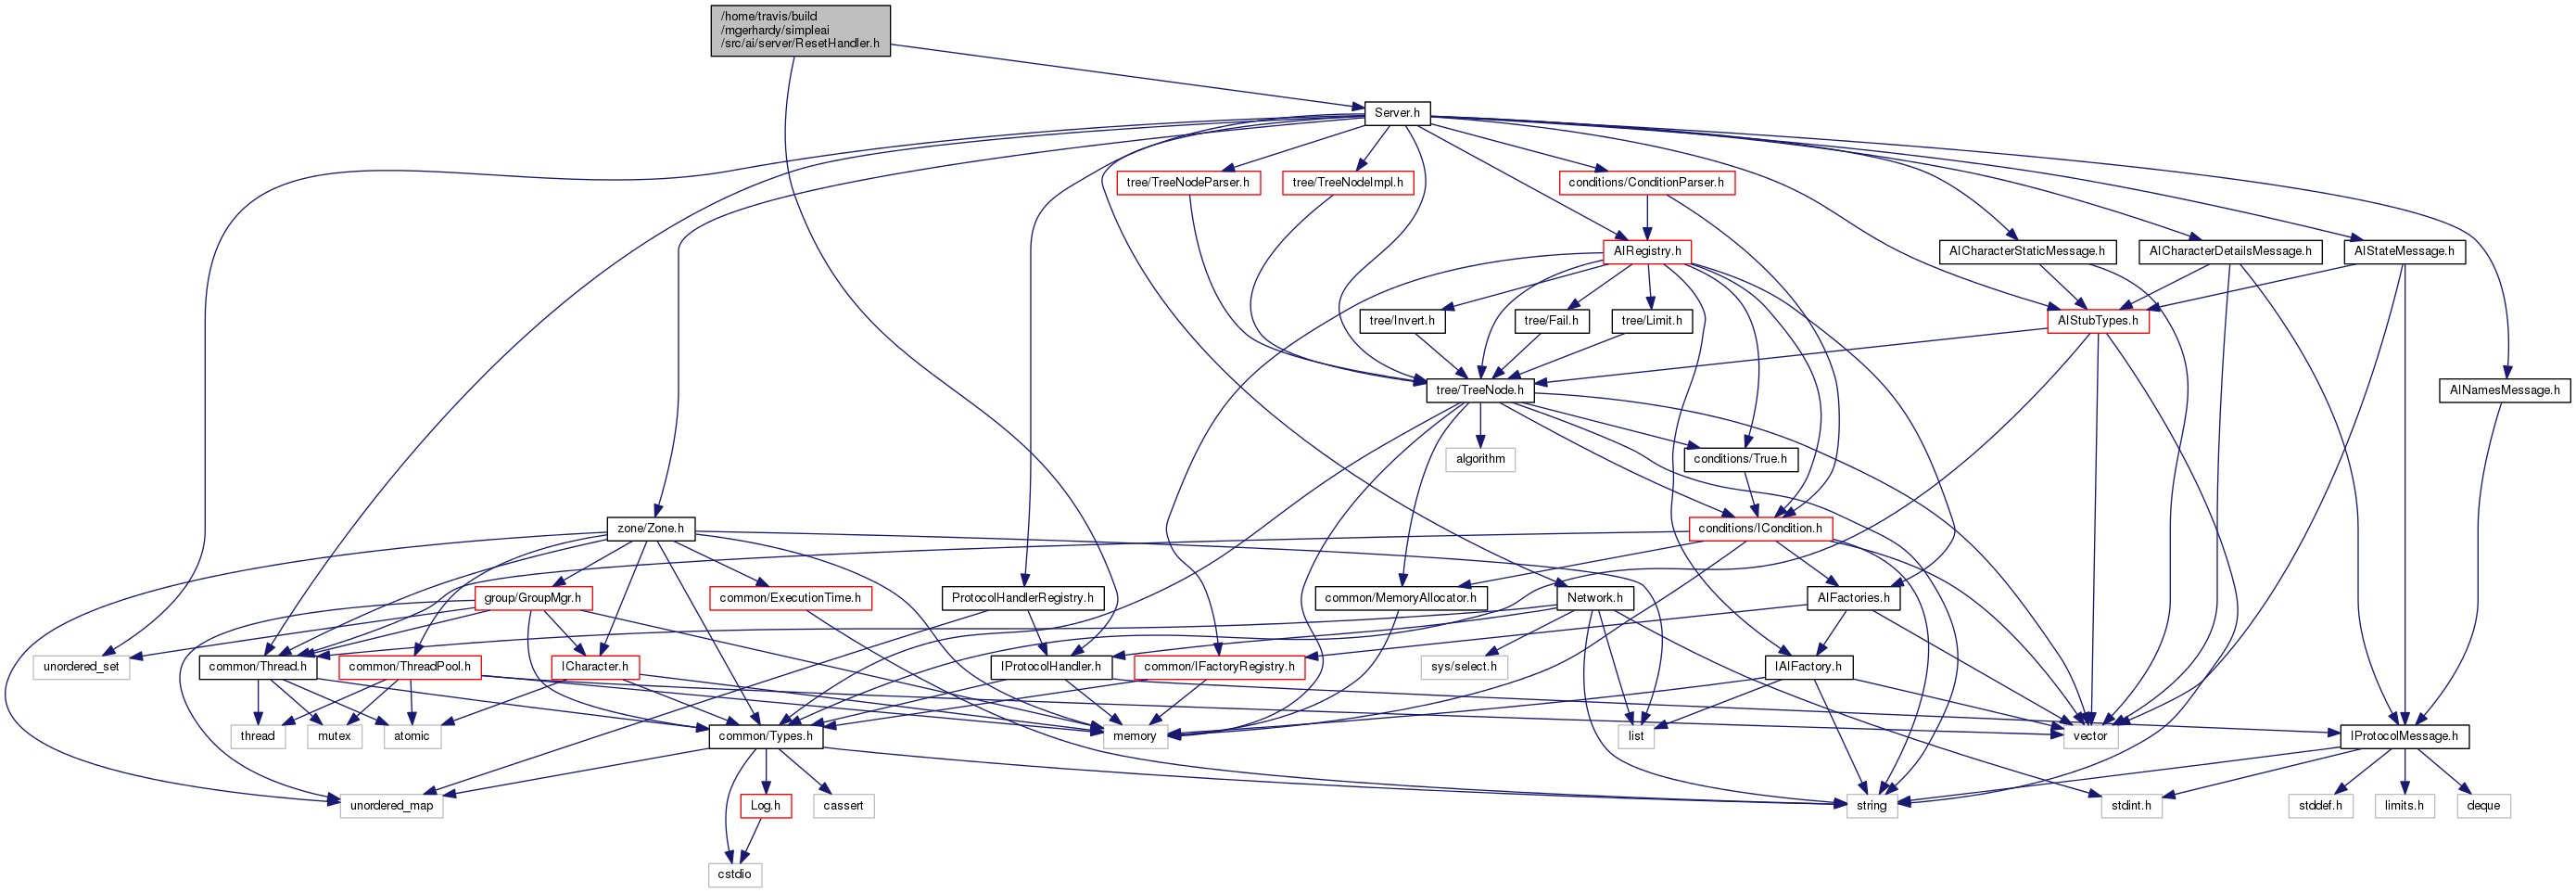 /home/travis/build
/mgerhardy/simpleai
/src/ai/server/ResetHandler.h
Server.h
tree/TreeNodeParser.h
tree/TreeNodeImpl.h
conditions/ConditionParser.h
AIRegistry.h
AICharacterStaticMessage.h
AICharacterDetailsMessage.h
AIStateMessage.h
tree/Invert.h
tree/Fail.h
tree/Limit.h
AIStubTypes.h
tree/TreeNode.h
AINamesMessage.h
algorithm
conditions/True.h
zone/Zone.h
conditions/ICondition.h
group/GroupMgr.h
common/ExecutionTime.h
ProtocolHandlerRegistry.h
common/MemoryAllocator.h
Network.h
AIFactories.h
unordered_set
common/Thread.h
common/ThreadPool.h
ICharacter.h
IProtocolHandler.h
common/IFactoryRegistry.h
sys/select.h
IAIFactory.h
thread
mutex
atomic
common/Types.h
memory
list
vector
IProtocolMessage.h
unordered_map
Log.h
cassert
string
stdint.h
stddef.h
limits.h
deque
cstdio